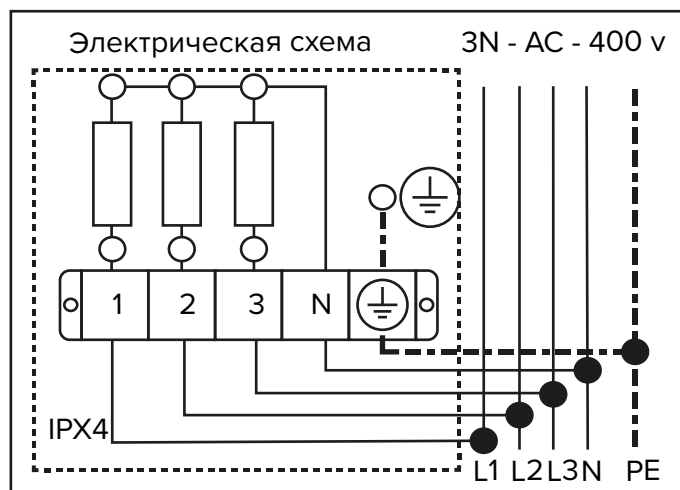 Электрическая схема
3N - AC - 400 v
1 2 3 N
IPX4
L1 L2 L3 N PE